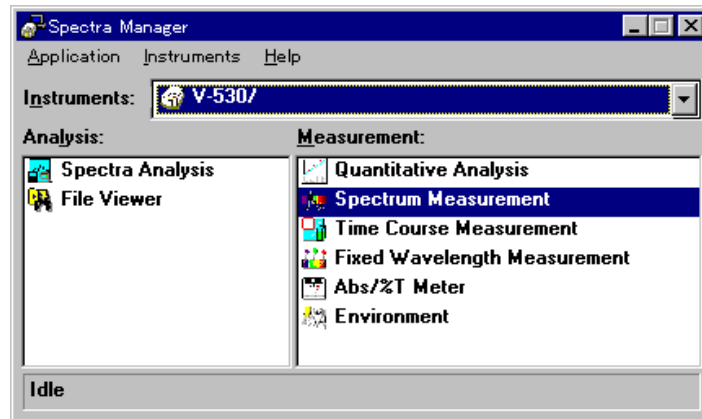 Spectra Manager
Application Instruments Help
Instruments: V-530/
Analysis: Measurement:
Spectra Analysis
File Viewer
Quantitative Analysis
Spectrum Measurement
Time Course Measurement
Fixed Wavelength Measurement
Abs/%T Meter
Environment
Idle